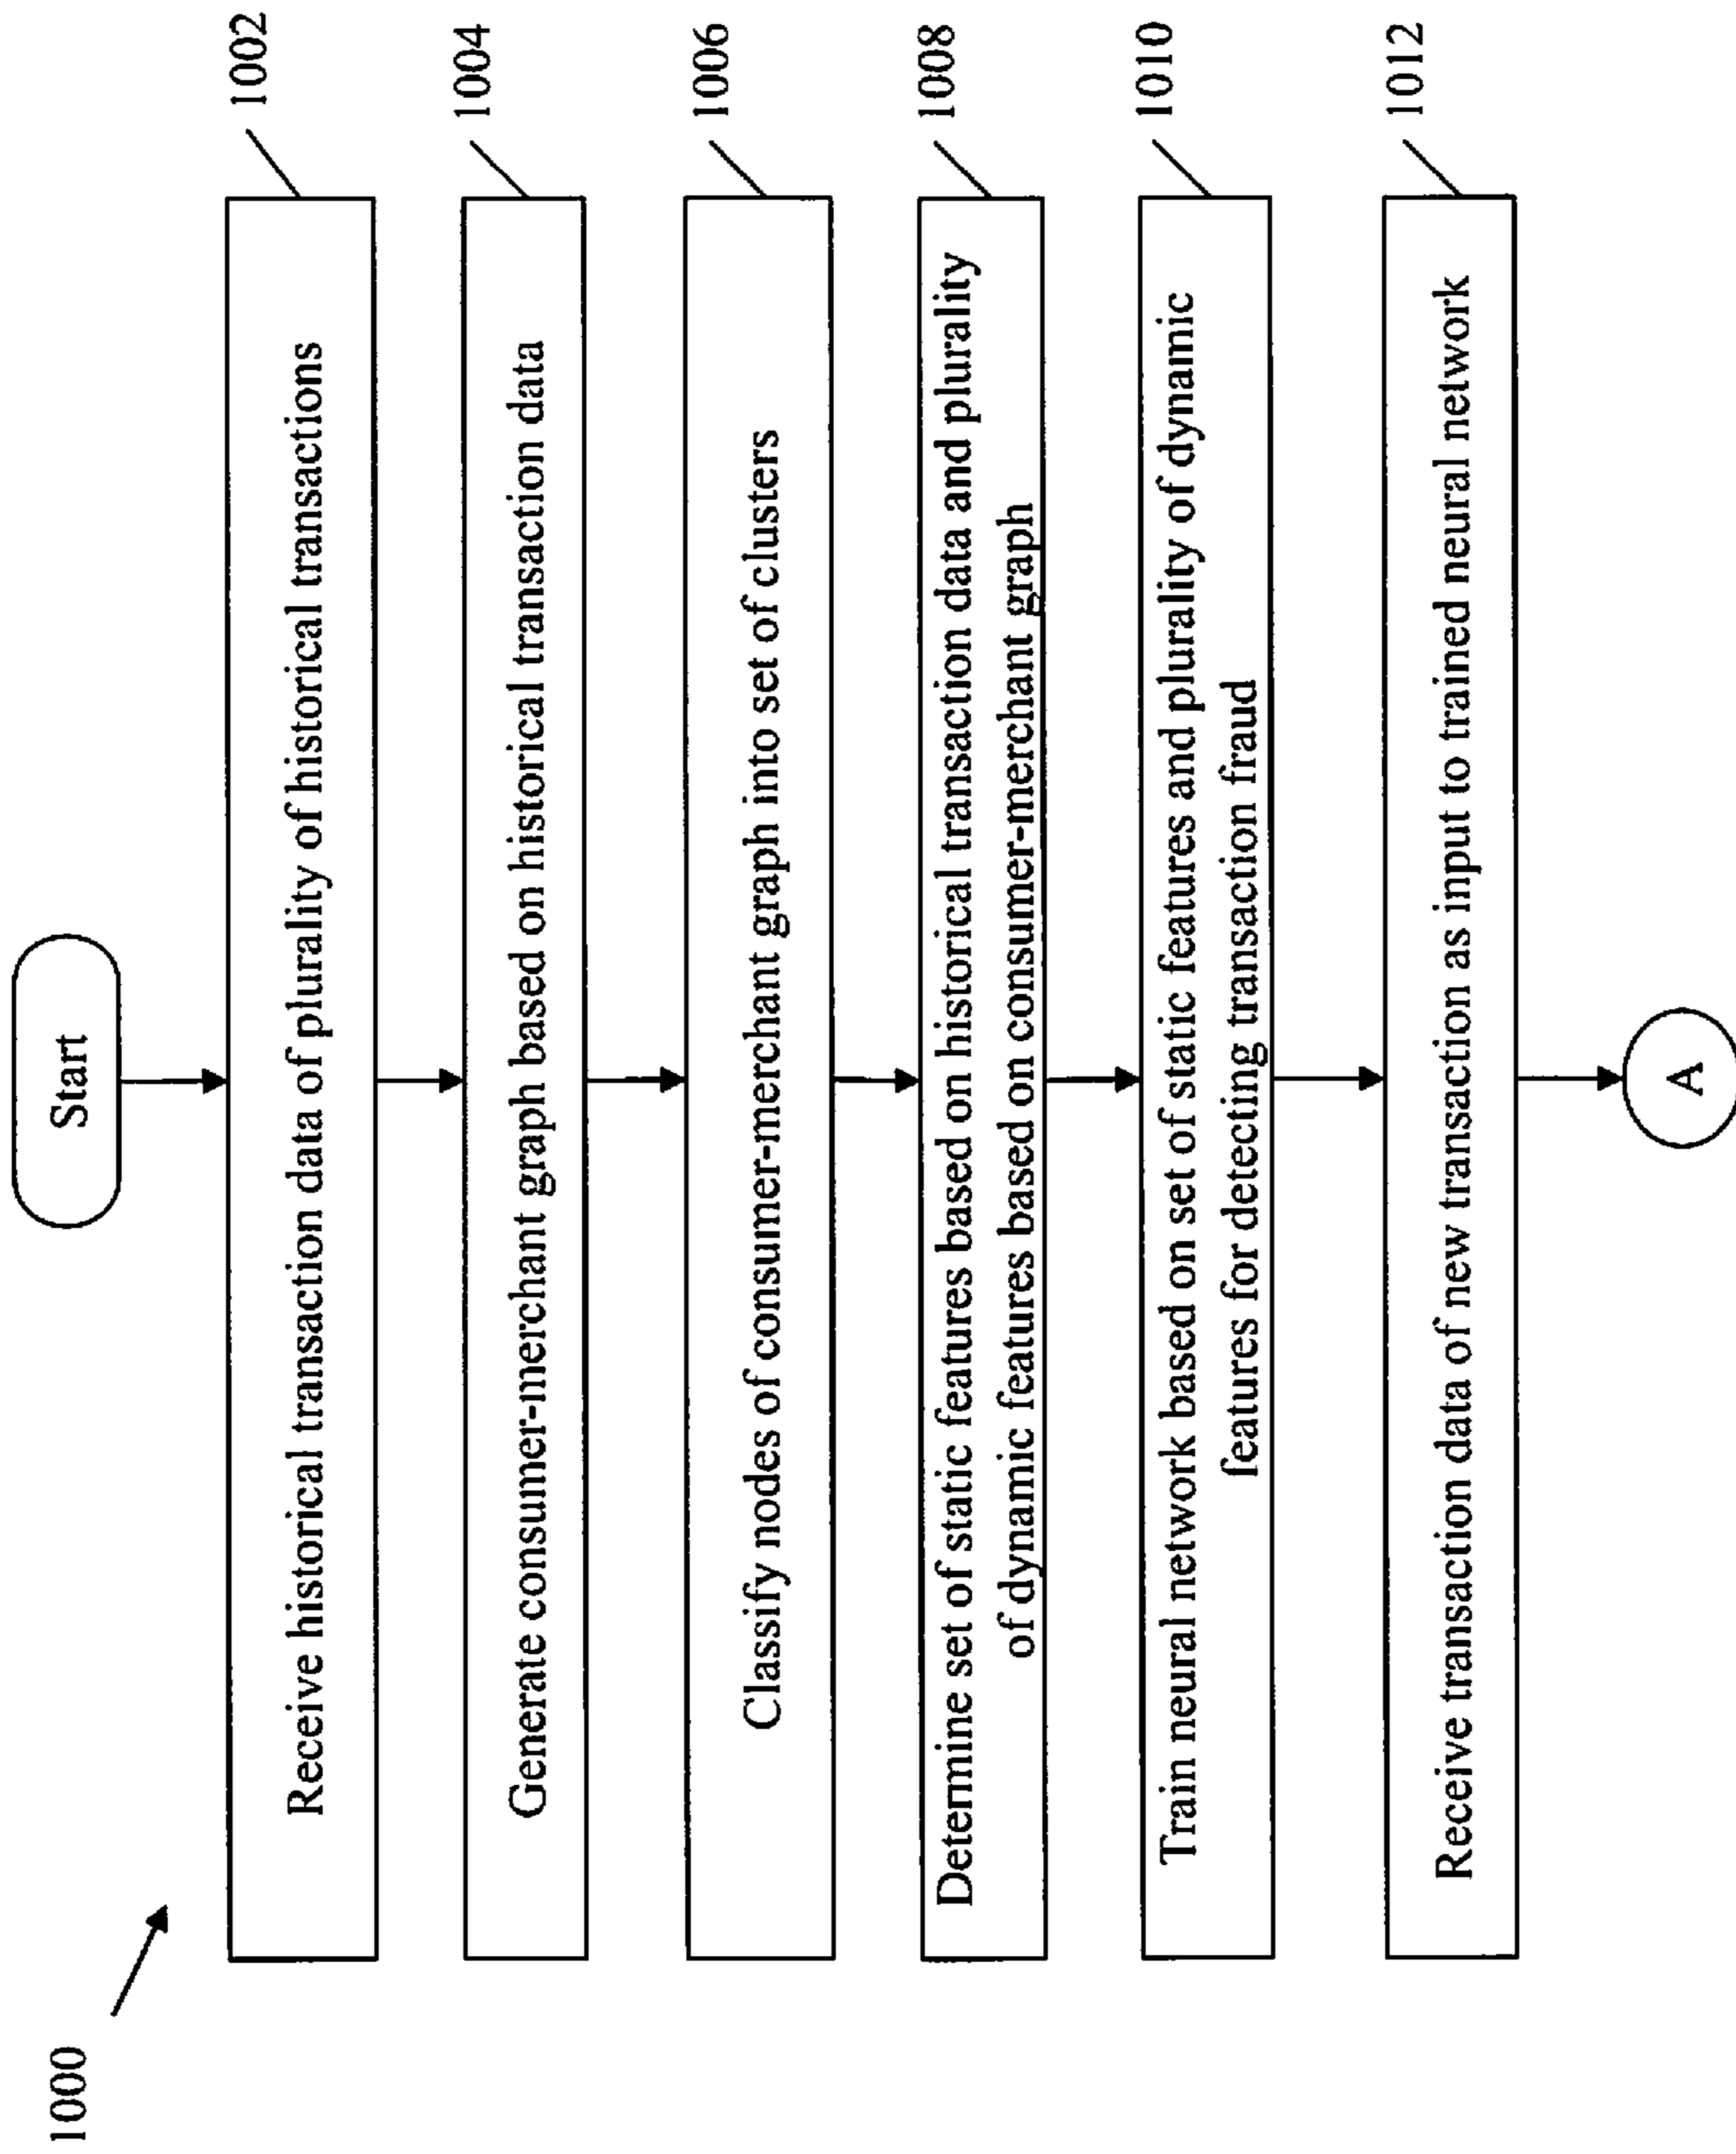 1000
Start
Receive historical transaction data of plurality of historical transactions
1002
Generate consumer-merchant graph based on historical transaction data
1004
Classify nodes of consumer-merchant graph into set of clusters
1006
Determine set of static features based on historical transaction data and plurality
of dynamic features based on consumer-merchant graph
1008
Train neural network based on set of static features and plurality of dynamic
features for detecting transaction fraud
1010
Receive transaction data of new transaction as input to trained neural network
1012
A